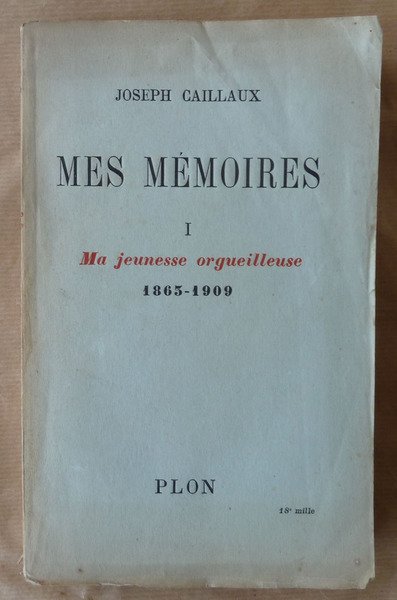 JOSEPH CAILLAUX
MES MÉMOIRES
I
Ma jeunesse orgueilleuse
1863-1909
PLON
18ᵉ mille